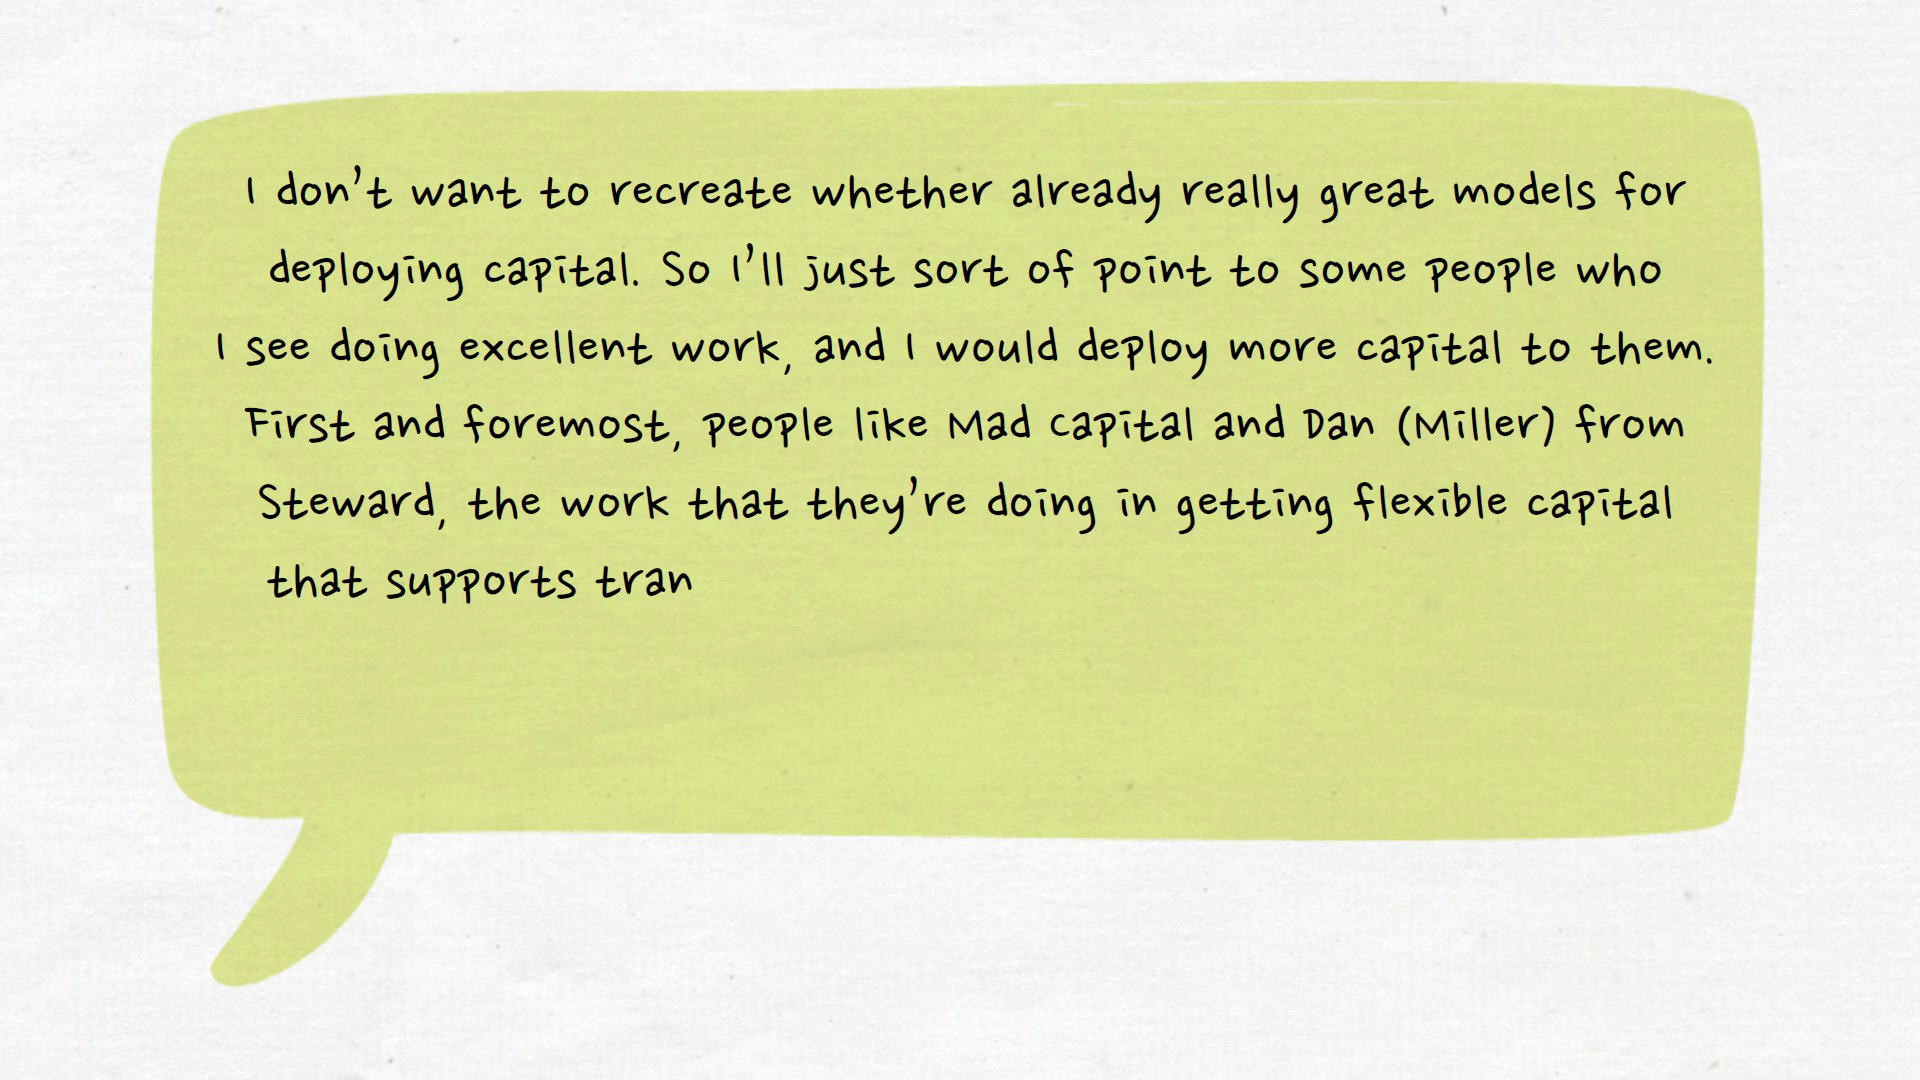 I don't want to recreate whether already really great models for
deploying capital. So I'll just sort of point to some people who
I see doing excellent work, and I would deploy more capital to them.
First and foremost, people like Mad Capital and Dan (Miller) from
Steward, the work that they're doing in getting flexible capital
that supports tran